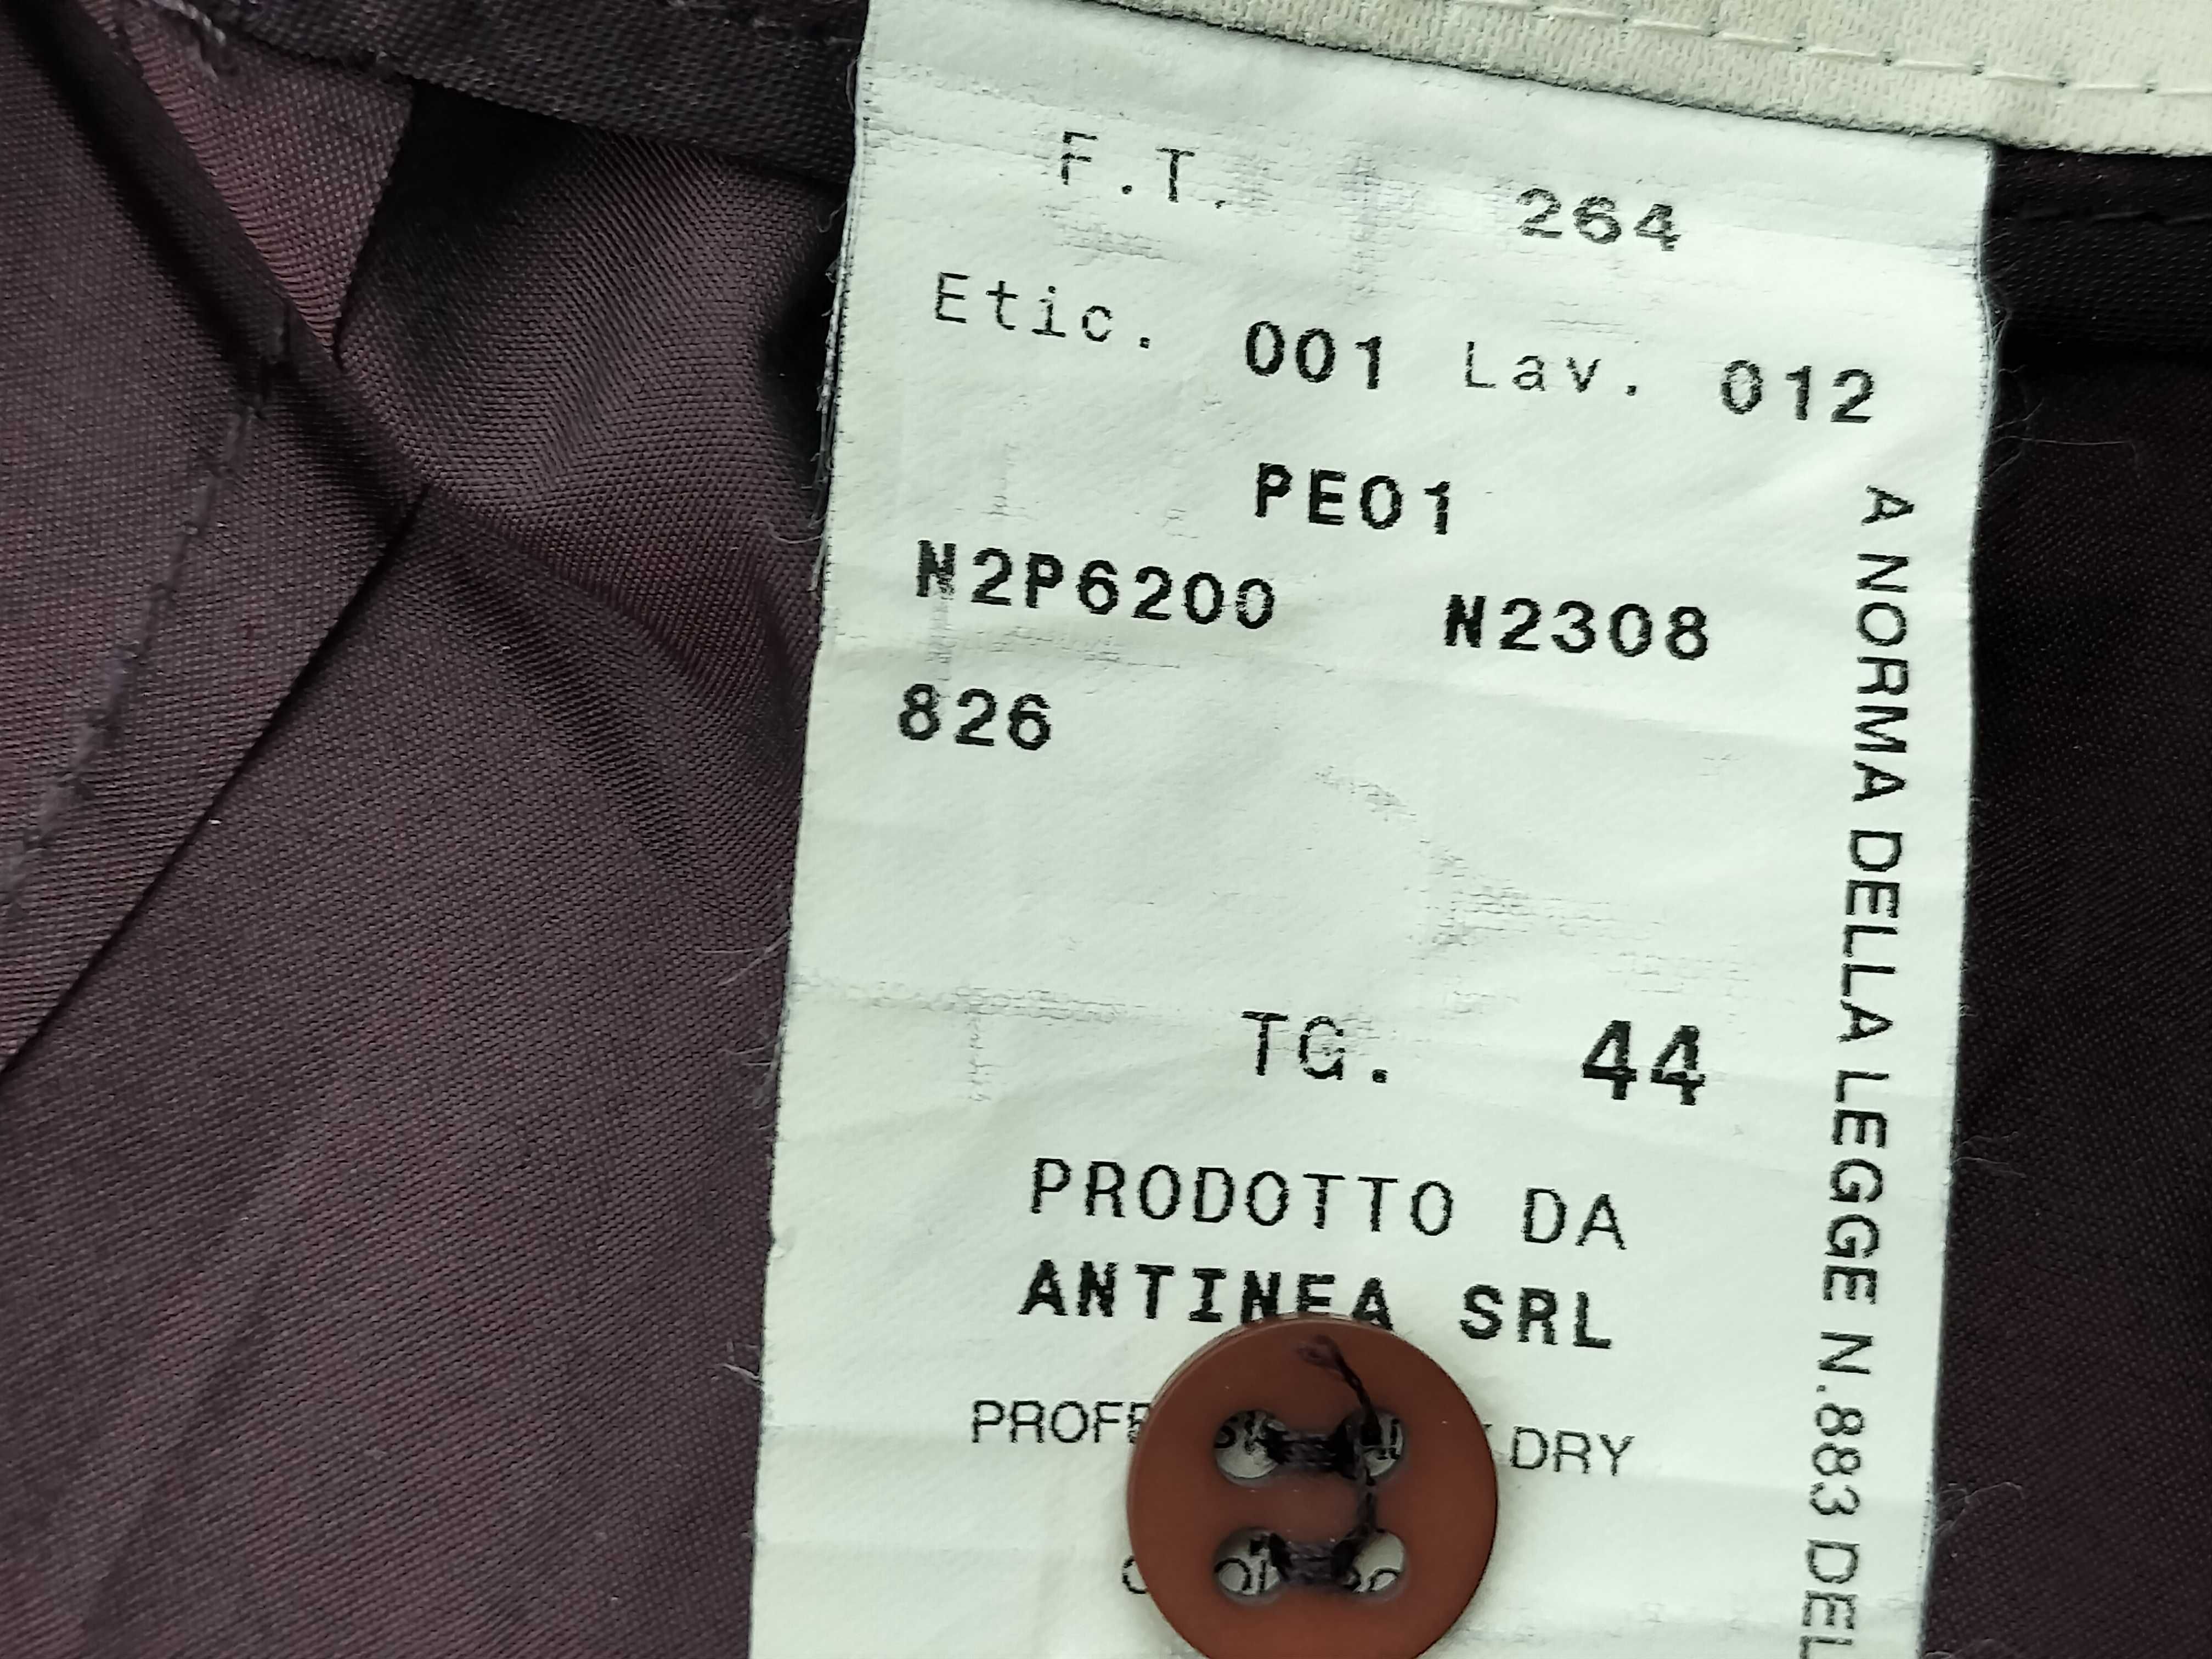 F.T. 264
Etic. 001 Lav. 012
PE01
N2P6200 N2308
826
TG. 44
PRODOTTO DA
ANTINEA SRL
DRY
A NORMA DELLA LEGGE N.883 DEL